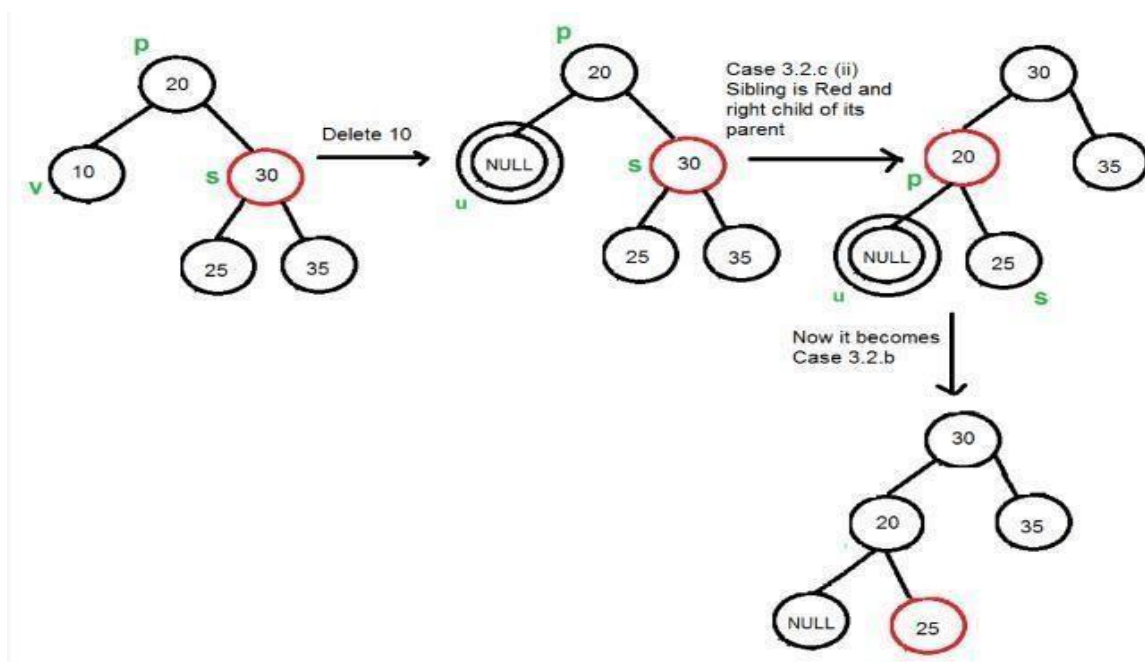 p
20
10
v
s
30
25
35
Delete 10
p
20
NULL
u
s
30
25
35
Case 3.2.c (ii)
Sibling is Red and
right child of its
parent
30
20
p
35
NULL
u
25
s
Now it becomes
Case 3.2.b
30
20
35
NULL
25